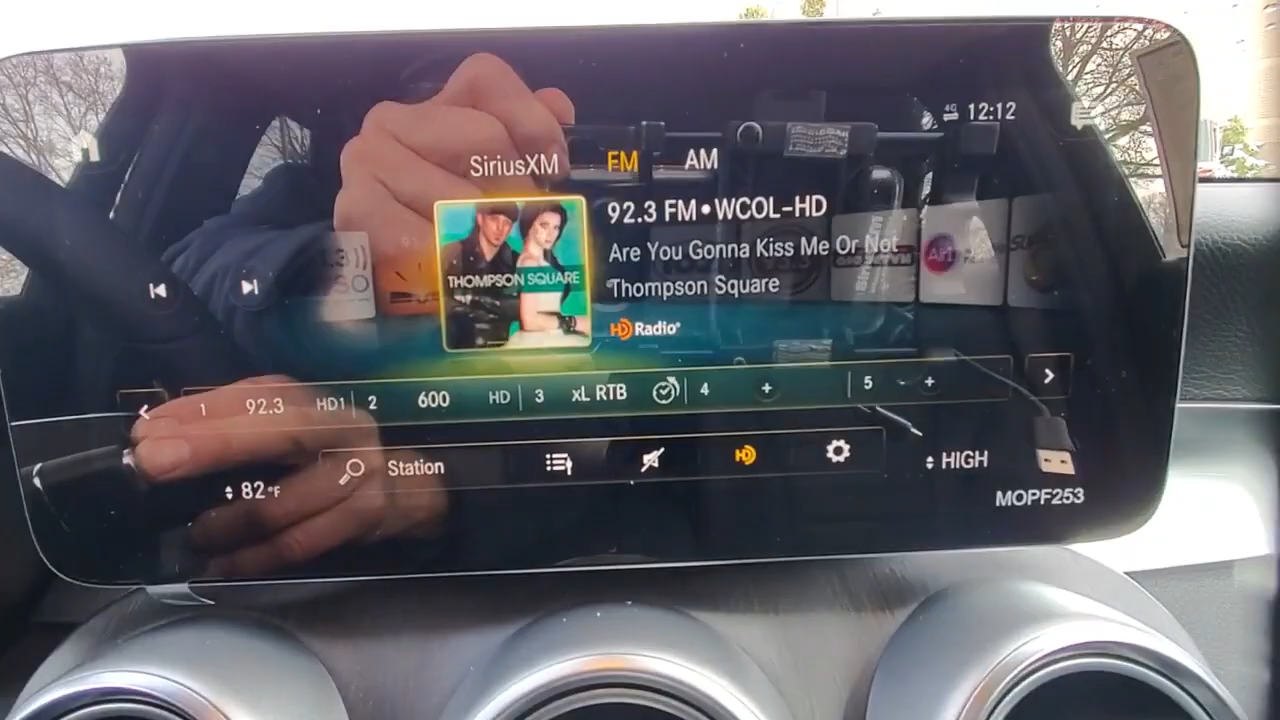 4G 12:12
SiriusXM FM AM
92.3 FM•WCOL-HD
Are You Gonna Kiss Me Or Not
Thompson Square
THOMPSON SQUARE
HD Radio
1 92.3 HD1 2 600 HD 3 xL RTB 4 + 5 +
Station HD
82°F
HIGH
MOPF253